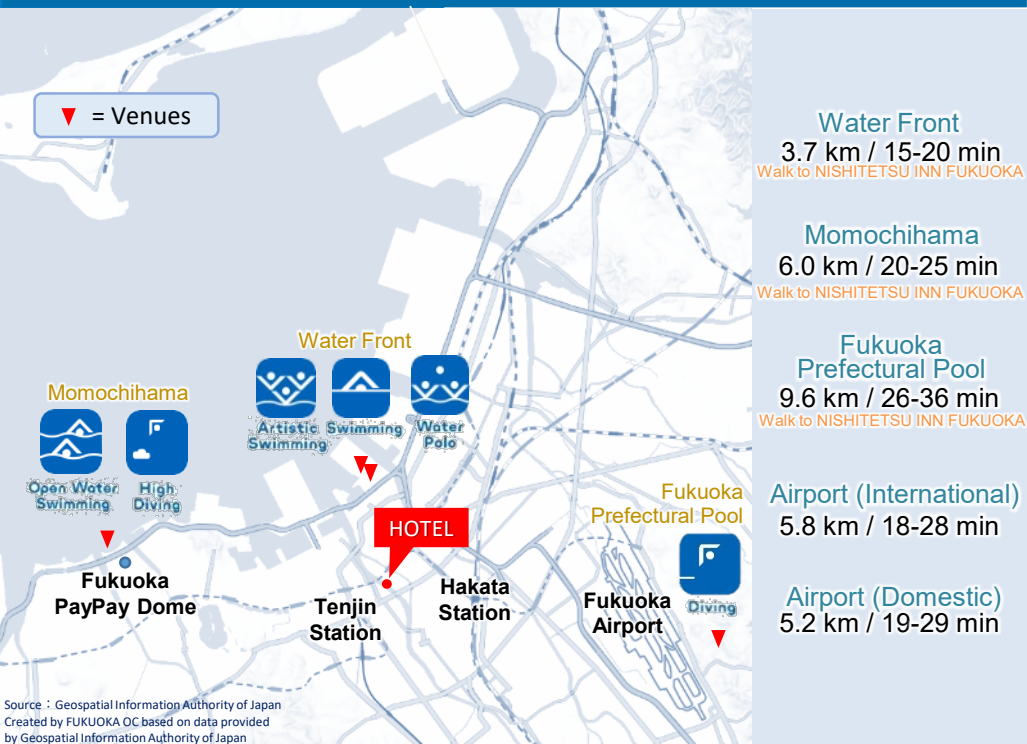 = Venues
Water Front
Artistic
Swimming
Swimming
Water
Polo
Momochihama
Open Water
Swimming
High
Diving
Fukuoka
Prefectural Pool
Diving
HOTEL
Fukuoka
PayPay Dome
Tenjin
Station
Hakata
Station
Fukuoka
Airport
Source：Geospatial Information Authority of Japan
Created by FUKUOKA OC based on data provided
by Geospatial Information Authority of Japan
Water Front
3.7 km / 15-20 min
Walk to NISHITETSU INN FUKUOKA
Momochihama
6.0 km / 20-25 min
Walk to NISHITETSU INN FUKUOKA
Fukuoka
Prefectural Pool
9.6 km / 26-36 min
Walk to NISHITETSU INN FUKUOKA
Airport (International)
5.8 km / 18-28 min
Airport (Domestic)
5.2 km / 19-29 min